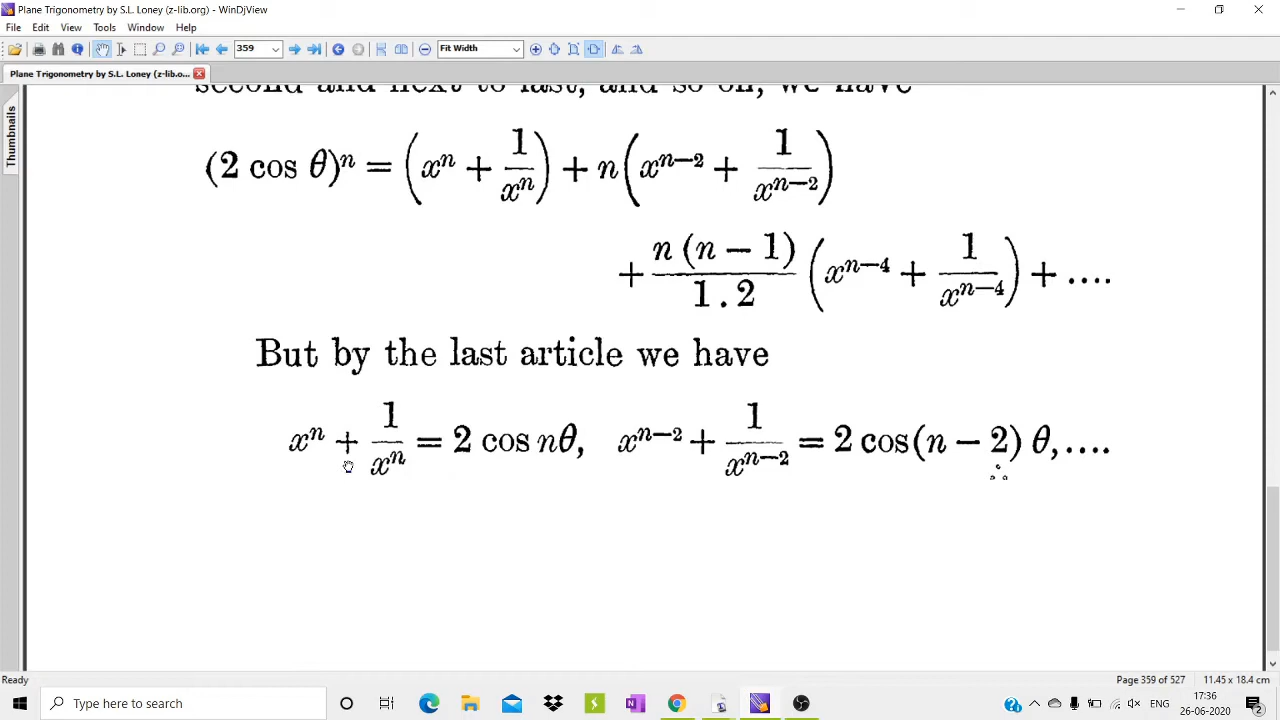 Plane Trigonometry by S.L. Loney (z-lib.org) - WinDjView
File Edit View Tools Window Help
359 Fit Width
Plane Trigonometry by S.L. Loney (z-lib.o...
Thumbnails
second and next to last, and so on, we have
(2 cos θ)ⁿ = (xⁿ + 1/xⁿ) + n(xⁿ⁻² + 1/xⁿ⁻²)
+ n (n − 1)/1 . 2 (xⁿ⁻⁴ + 1/xⁿ⁻⁴) + ....
But by the last article we have
xⁿ + 1/xⁿ = 2 cos nθ, xⁿ⁻² + 1/xⁿ⁻² = 2 cos(n − 2) θ, ....
Ready Page 359 of 527 11.45 x 18.4 cm
Type here to search
ENG 17:36
26-06-2020 2